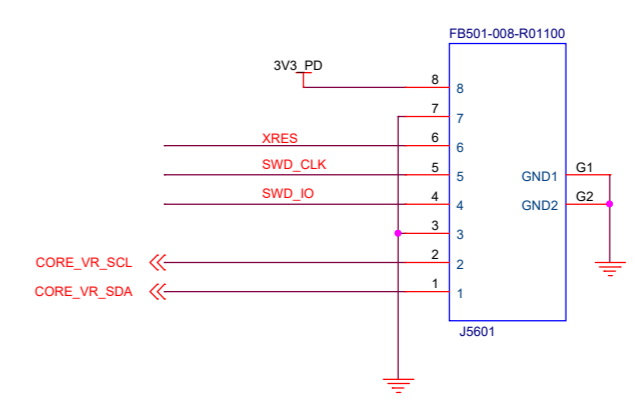 FB501-008-R01100
3V3_PD
8 8
7 7
XRES 6 6
SWD_CLK 5 5 GND1 G1
SWD_IO 4 4 GND2 G2
3 3
CORE_VR_SCL 2 2
CORE_VR_SDA 1 1
J5601